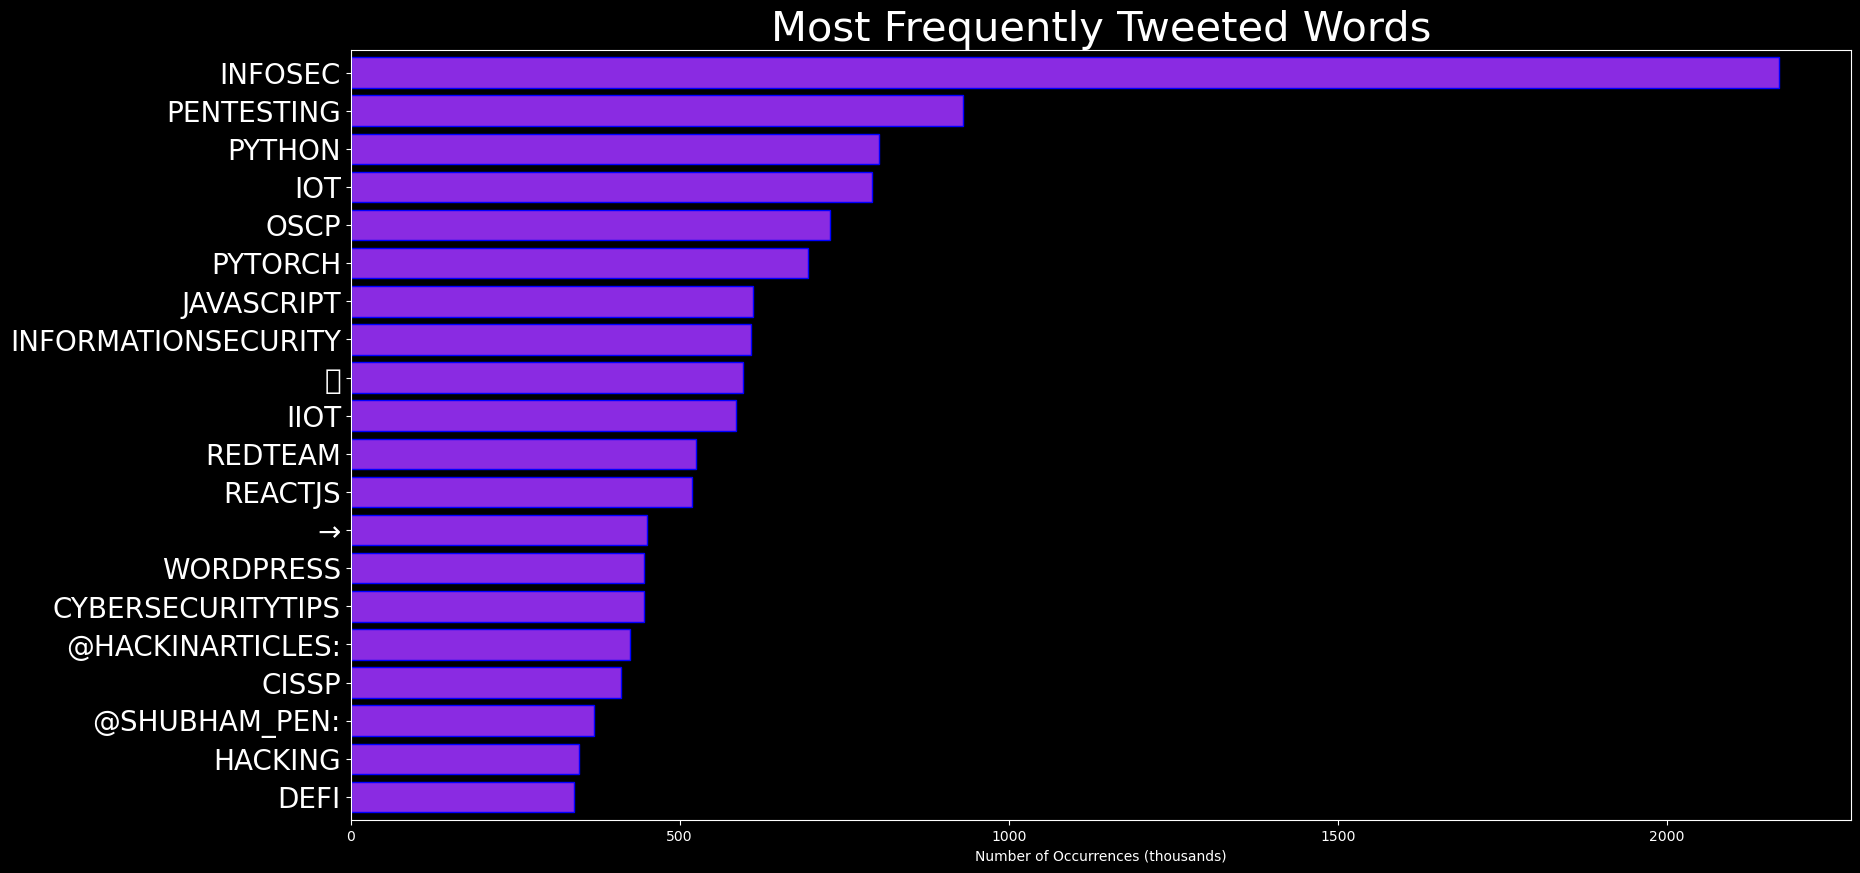 Most Frequently Tweeted Words
INFOSEC
PENTESTING
PYTHON
IOT
OSCP
PYTORCH
JAVASCRIPT
INFORMATIONSECURITY
IIOT
REDTEAM
REACTJS
→
WORDPRESS
CYBERSECURITYTIPS
@HACKINARTICLES:
CISSP
@SHUBHAM_PEN:
HACKING
DEFI
0 500 1000 1500 2000
Number of Occurrences (thousands)